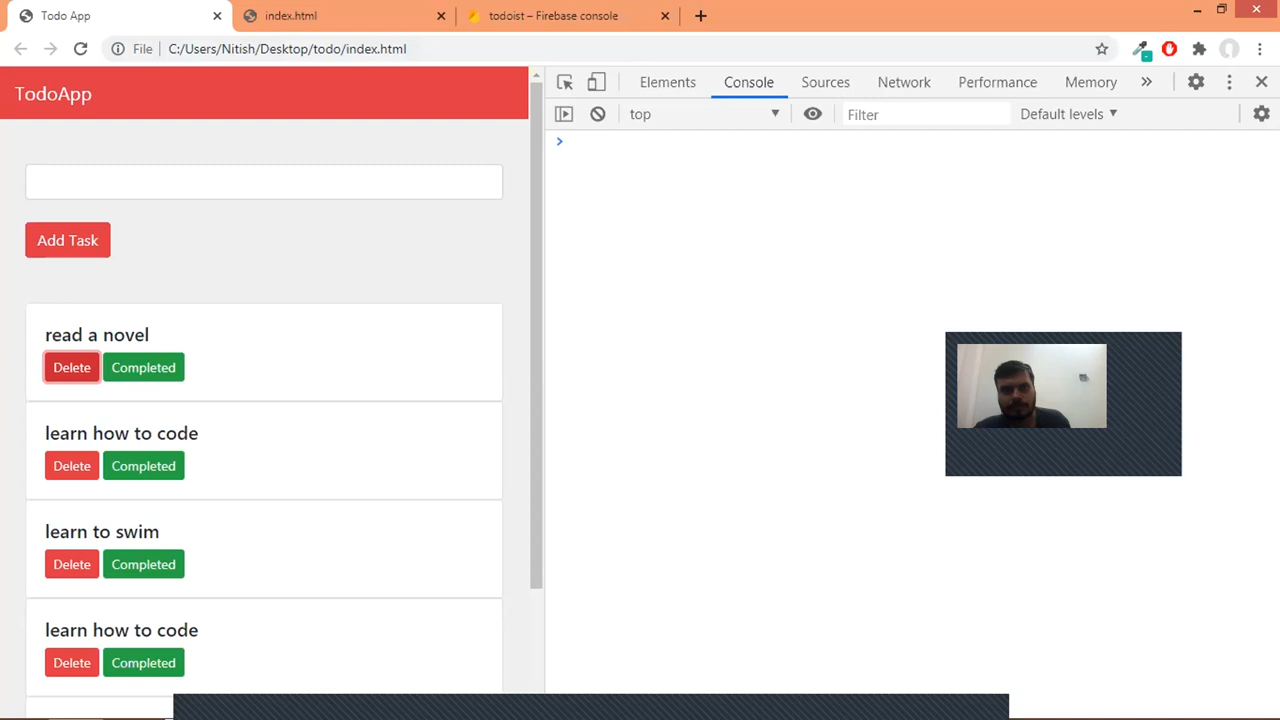 Todo App
index.html
todoist – Firebase console
File
C:/Users/Nitish/Desktop/todo/index.html
TodoApp
Add Task
read a novel
Delete Completed
learn how to code
Delete Completed
learn to swim
Delete Completed
learn how to code
Delete Completed
Elements Console Sources Network Performance Memory »
top Filter Default levels